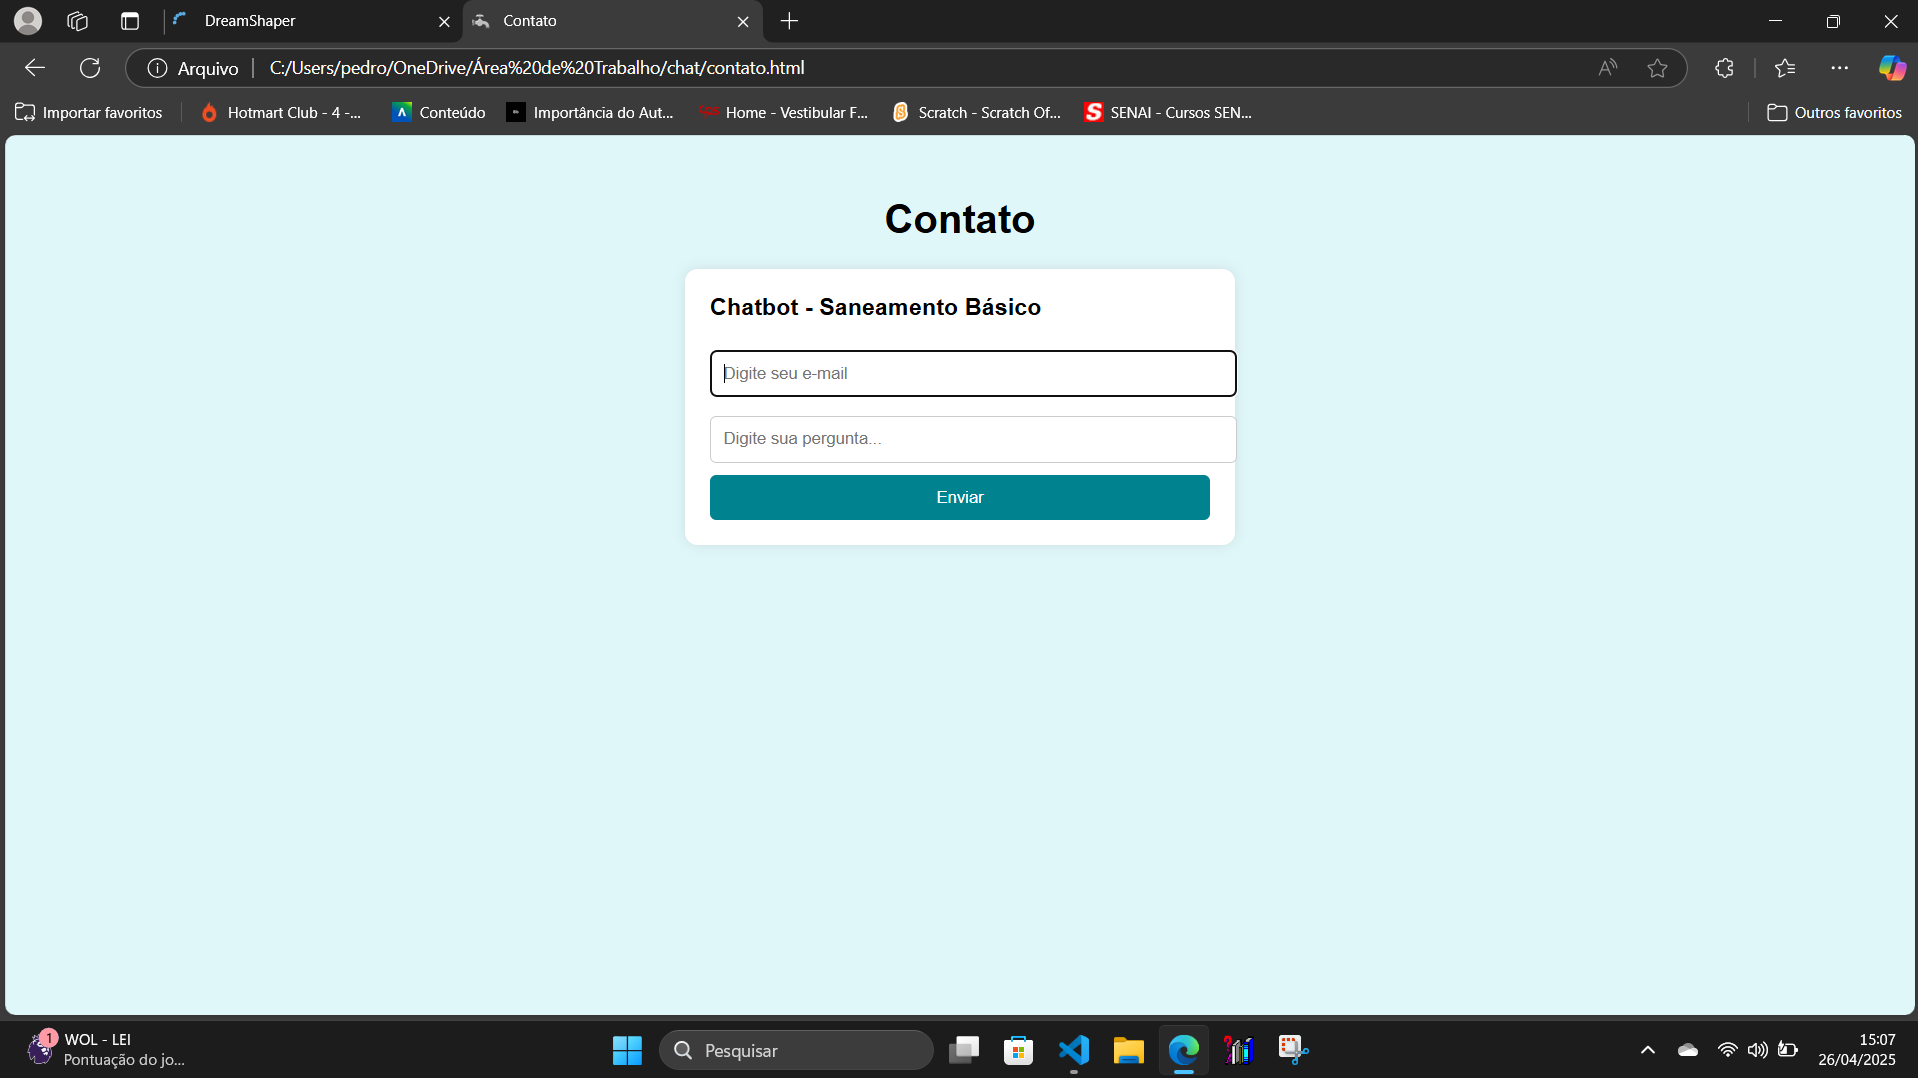 DreamShaper
Contato
Arquivo
C:/Users/pedro/OneDrive/Área%20de%20Trabalho/chat/contato.html
Importar favoritos
Hotmart Club - 4 -...
Conteúdo
Importância do Aut...
Home - Vestibular F...
Scratch - Scratch Of...
SENAI - Cursos SEN...
Outros favoritos
Contato
Chatbot - Saneamento Básico
Digite seu e-mail
Digite sua pergunta...
Enviar
1
WOL - LEI
Pontuação do jo...
Pesquisar
15:07
26/04/2025